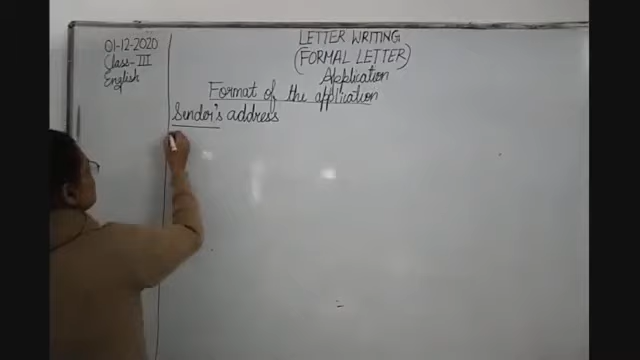 01-12-2020
Class-III
English
LETTER WRITING
(FORMAL LETTER)
Application
Format of the application
Sender's address